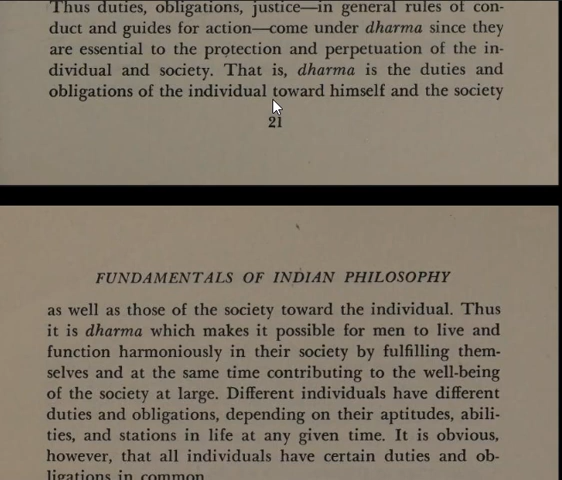 Thus duties, obligations, justice—in general rules of con-
duct and guides for action—come under dharma since they
are essential to the protection and perpetuation of the in-
dividual and society. That is, dharma is the duties and
obligations of the individual toward himself and the society
21
FUNDAMENTALS OF INDIAN PHILOSOPHY
as well as those of the society toward the individual. Thus
it is dharma which makes it possible for men to live and
function harmoniously in their society by fulfilling them-
selves and at the same time contributing to the well-being
of the society at large. Different individuals have different
duties and obligations, depending on their aptitudes, abili-
ties, and stations in life at any given time. It is obvious,
however, that all individuals have certain duties and ob-
ligations in common